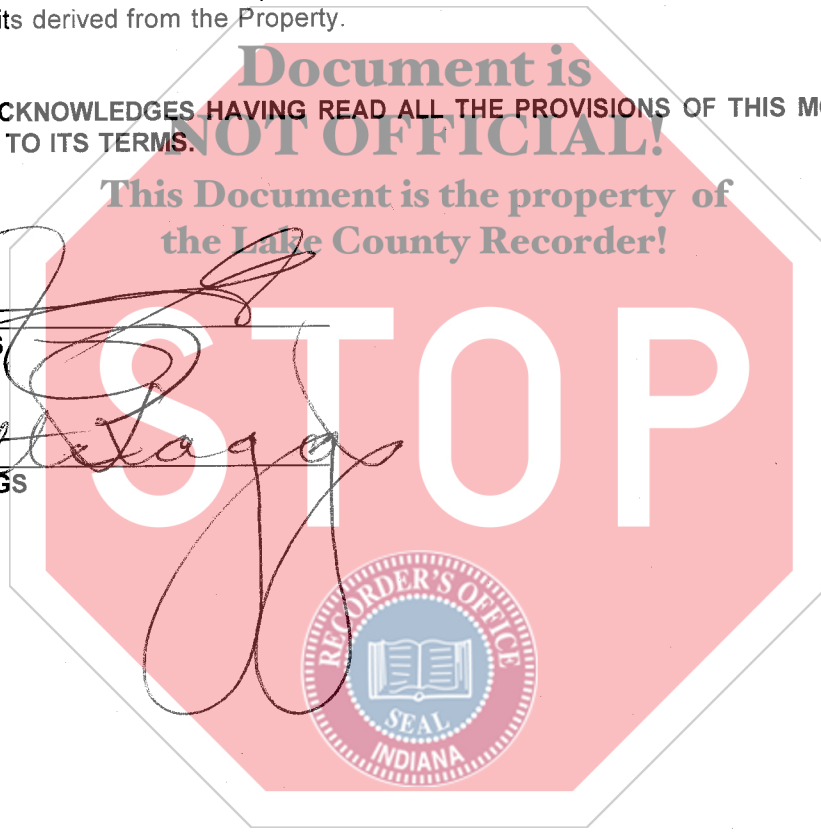 its derived from the Property.
Document is
CKNOWLEDGES HAVING READ ALL THE PROVISIONS OF THIS MO
NOT OFFICIAL!
TO ITS TERMS.
This Document is the property of
the Lake County Recorder!
STOP
GS
RECORDER'S OFFICE
SEAL
INDIANA